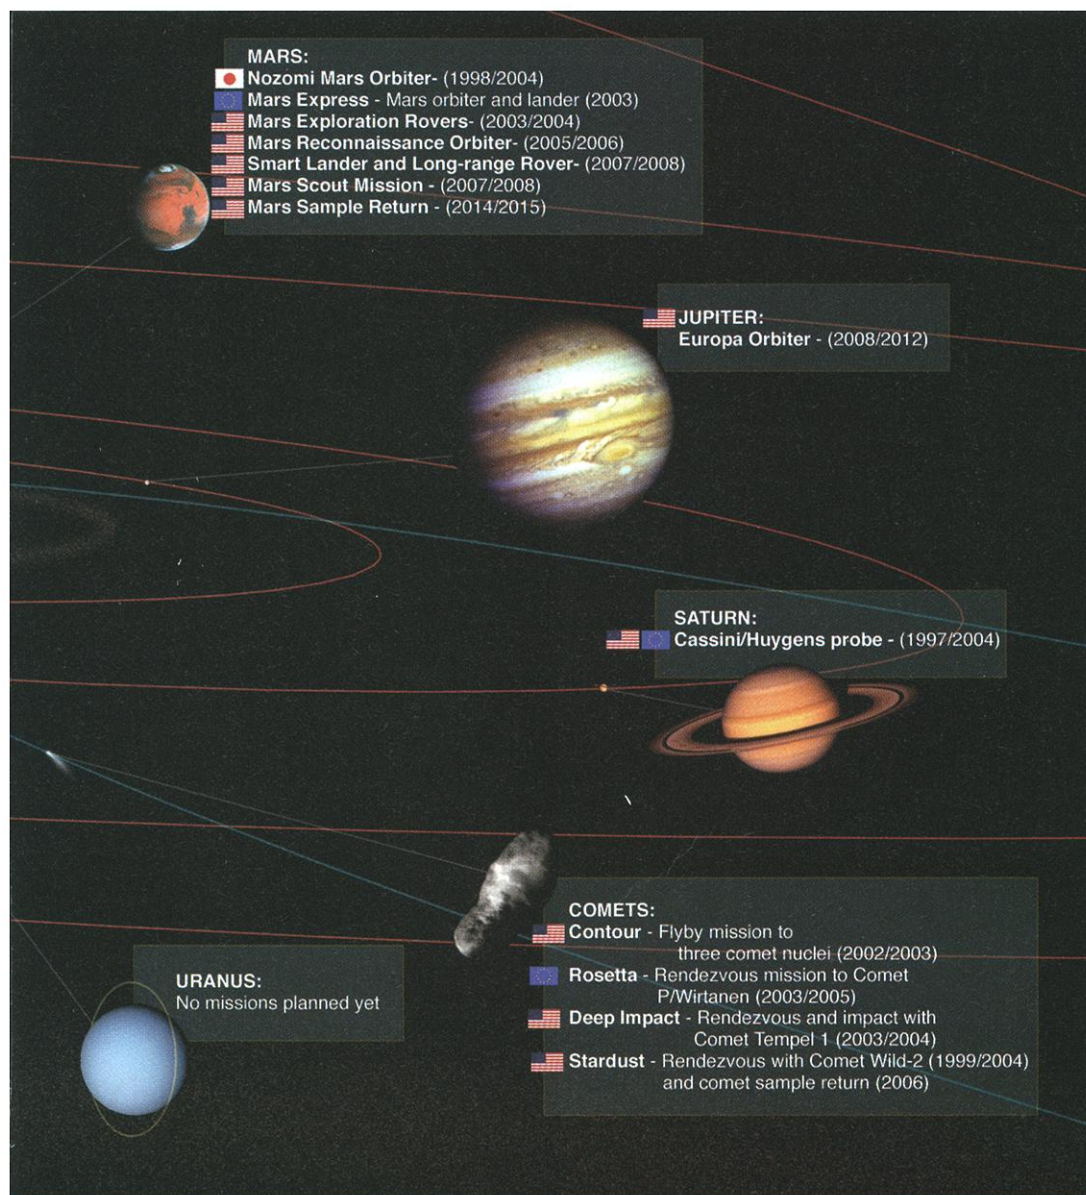 MARS:
Nozomi Mars Orbiter- (1998/2004)
Mars Express - Mars orbiter and lander (2003)
Mars Exploration Rovers- (2003/2004)
Mars Reconnaissance Orbiter- (2005/2006)
Smart Lander and Long-range Rover- (2007/2008)
Mars Scout Mission - (2007/2008)
Mars Sample Return - (2014/2015)
JUPITER:
Europa Orbiter - (2008/2012)
SATURN:
Cassini/Huygens probe - (1997/2004)
COMETS:
Contour - Flyby mission to
three comet nuclei (2002/2003)
Rosetta - Rendezvous mission to Comet
P/Wirtanen (2003/2005)
Deep Impact - Rendezvous and impact with
Comet Tempel 1 (2003/2004)
Stardust - Rendezvous with Comet Wild-2 (1999/2004)
and comet sample return (2006)
URANUS:
No missions planned yet